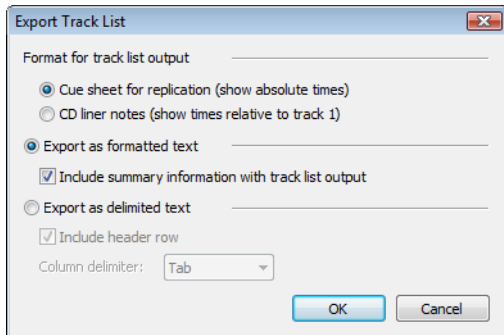 Export Track List
Format for track list output
Cue sheet for replication (show absolute times)
CD liner notes (show times relative to track 1)
Export as formatted text
Include summary information with track list output
Export as delimited text
Include header row
Column delimiter: Tab
OK Cancel